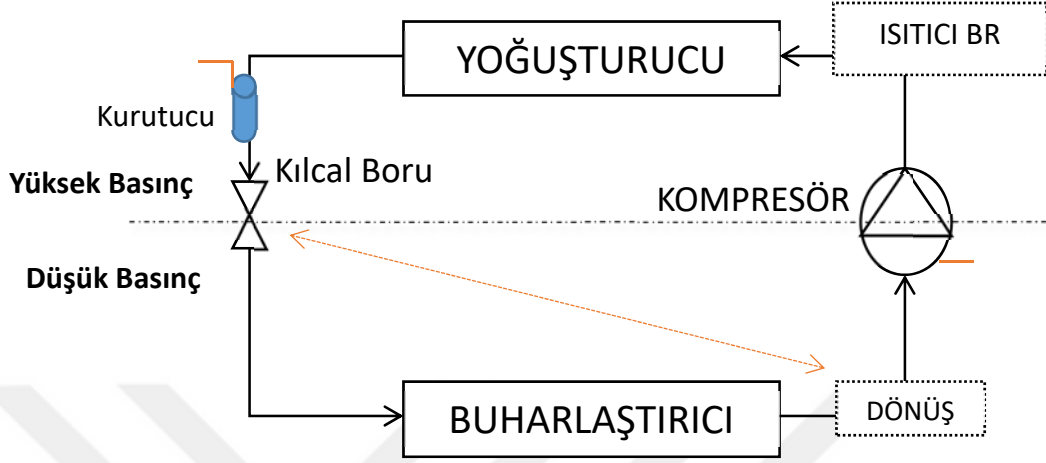 YOĞUŞTURUCU
ISITICI BR
Kurutucu
Kılcal Boru
Yüksek Basınç
KOMPRESÖR
Düşük Basınç
BUHARLAŞTIRICI
DÖNÜŞ